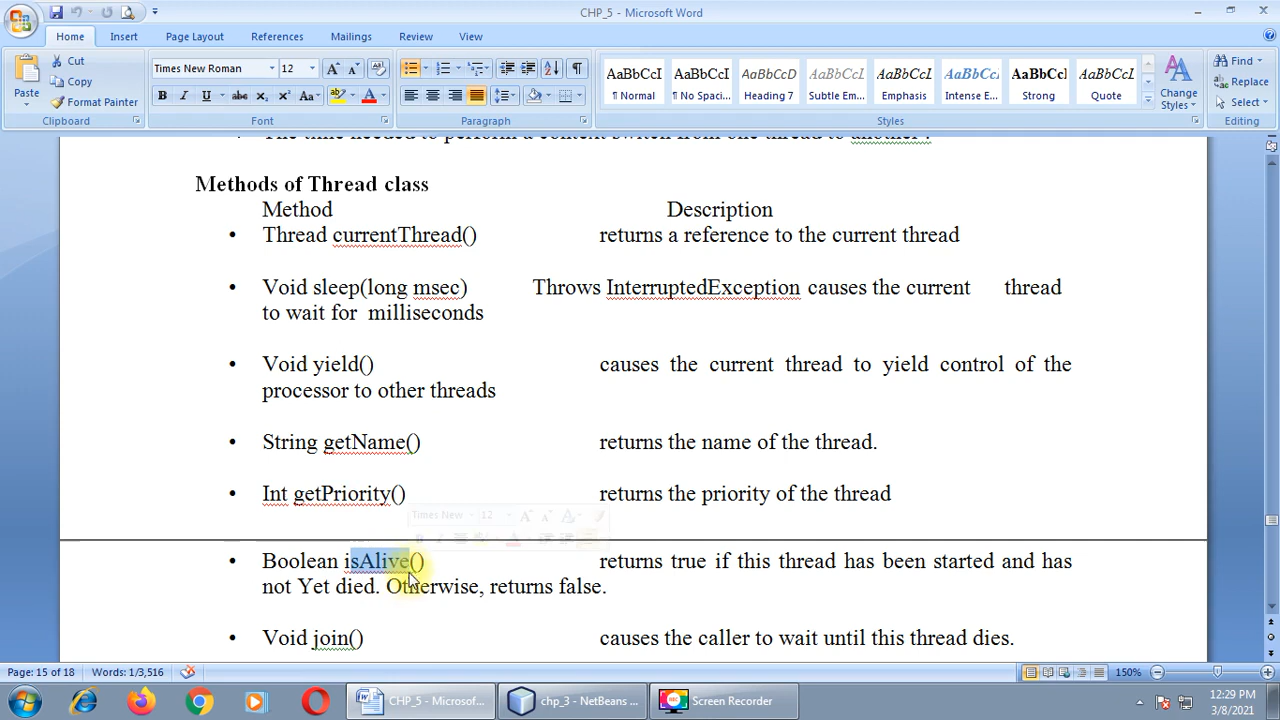 CHP_5 - Microsoft Word
Home Insert Page Layout References Mailings Review View
Paste Cut Copy Format Painter
Times New Roman 12
AaBbCcI AaBbCcI AaBbCcD AaBbCcI AaBbCcI AaBbCcI AaBbCcI AaBbCcI
¶ Normal ¶ No Spaci... Heading 7 Subtle Em... Emphasis Intense E... Strong Quote
Change Styles
Find Replace Select
Clipboard Font Paragraph Styles Editing
Methods of Thread class
Method Description
• Thread currentThread() returns a reference to the current thread
• Void sleep(long msec) Throws InterruptedException causes the current thread
to wait for milliseconds
• Void yield() causes the current thread to yield control of the
processor to other threads
• String getName() returns the name of the thread.
• Int getPriority() returns the priority of the thread
Times New 12
• Boolean isAlive() returns true if this thread has been started and has
not Yet died. Otherwise, returns false.
• Void join() causes the caller to wait until this thread dies.
Page: 15 of 18 Words: 1/3,516 150%
CHP_5 - Microsof... chp_3 - NetBeans ... Screen Recorder 12:29 PM
3/8/2021